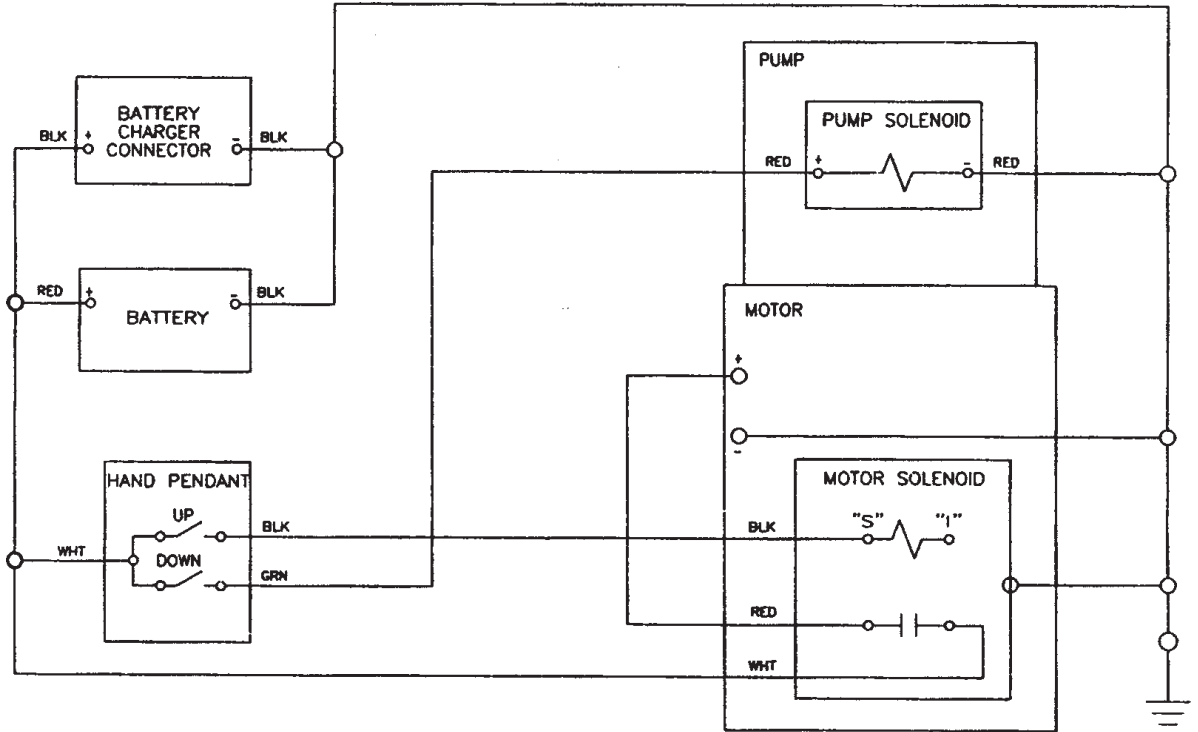 PUMP
BATTERY
CHARGER
CONNECTOR
BLK
+
-
BLK
PUMP SOLENOID
RED
+
-
RED
RED
+
-
BLK
BATTERY
MOTOR
+
-
HAND PENDANT
UP
BLK
WHT
DOWN
GRN
MOTOR SOLENOID
BLK
"S"
"I"
RED
WHT